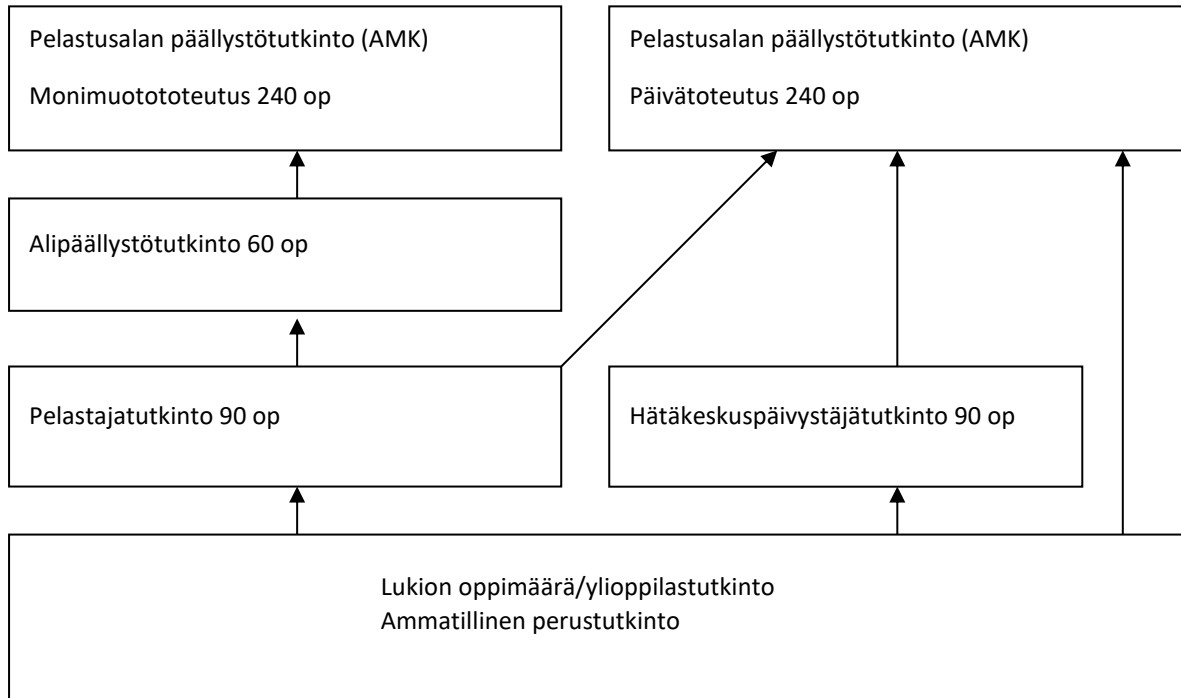 Pelastusalan päällystötutkinto (AMK)
Monimuotototeutus 240 op
Pelastusalan päällystötutkinto (AMK)
Päivätoteutus 240 op
Alipäällystötutkinto 60 op
Pelastajatutkinto 90 op
Hätäkeskuspäivystäjätutkinto 90 op
Lukion oppimäärä/ylioppilastutkinto
Ammatillinen perustutkinto